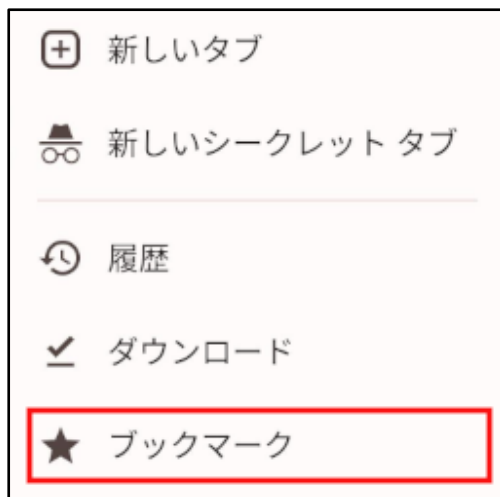 新しいタブ
新しいシークレット タブ
履歴
ダウンロード
ブックマーク